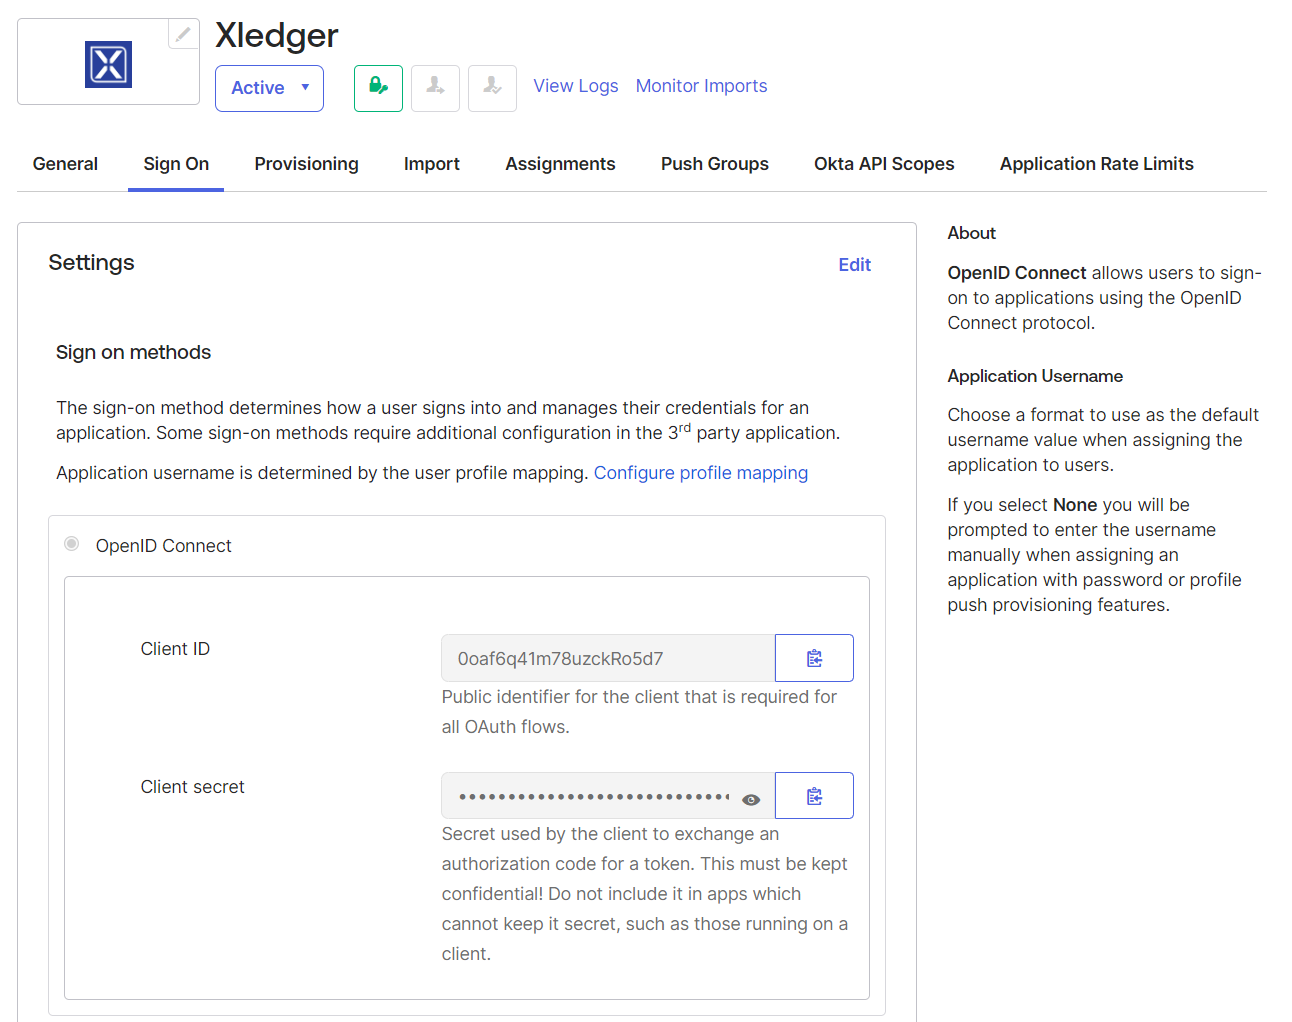 Xledger
Active
View Logs
Monitor Imports
General
Sign On
Provisioning
Import
Assignments
Push Groups
Okta API Scopes
Application Rate Limits
Settings
Edit
Sign on methods
The sign-on method determines how a user signs into and manages their credentials for an
application. Some sign-on methods require additional configuration in the 3rd party application.
Application username is determined by the user profile mapping. Configure profile mapping
OpenID Connect
Client ID
0oaf6q41m78uzckRo5d7
Public identifier for the client that is required for
all OAuth flows.
Client secret
Secret used by the client to exchange an
authorization code for a token. This must be kept
confidential! Do not include it in apps which
cannot keep it secret, such as those running on a
client.
About
OpenID Connect allows users to sign-
on to applications using the OpenID
Connect protocol.
Application Username
Choose a format to use as the default
username value when assigning the
application to users.
If you select None you will be
prompted to enter the username
manually when assigning an
application with password or profile
push provisioning features.